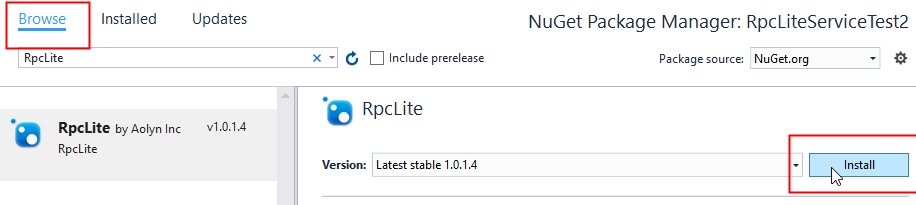 Browse Installed Updates NuGet Package Manager: RpcLiteServiceTest2
RpcLite Include prerelease Package source: NuGet.org
RpcLite by Aolyn Inc v1.0.1.4
RpcLite
RpcLite
Version: Latest stable 1.0.1.4 Install